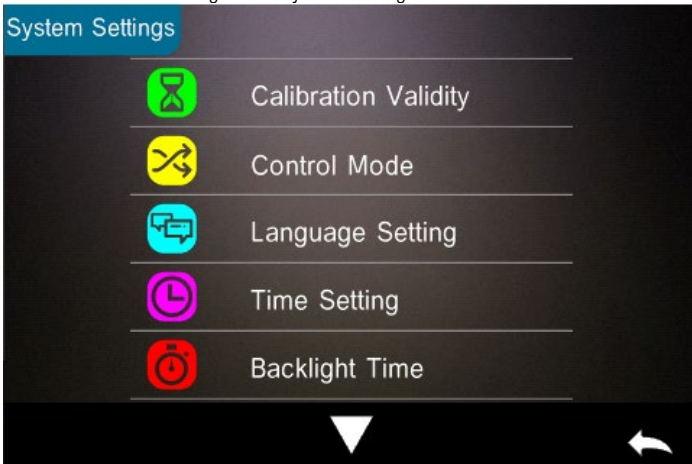 System Settings
Calibration Validity
Control Mode
Language Setting
Time Setting
Backlight Time